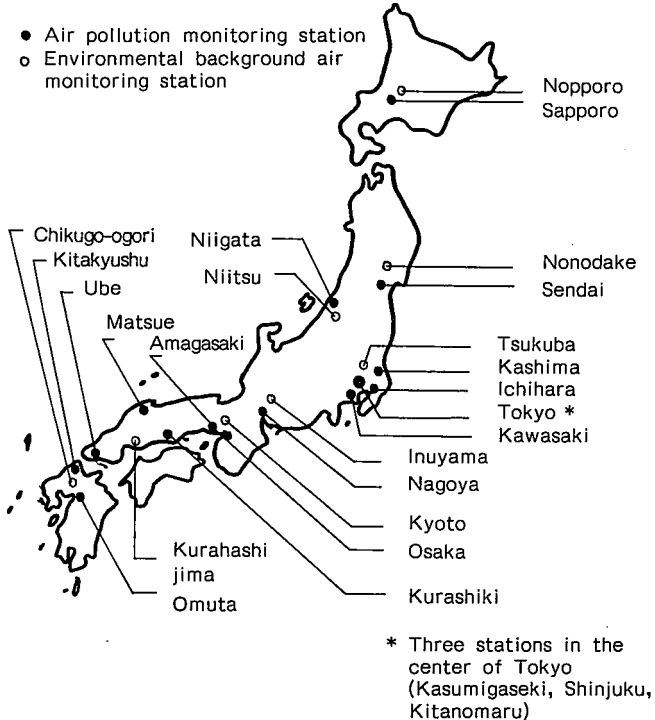 ● Air pollution monitoring station
○ Environmental background air
monitoring station
Nopporo
Sapporo
Chikugo-ogori
Kitakyushu
Ube
Matsue
Amagasaki
Niigata
Niitsu
Nonodake
Sendai
Tsukuba
Kashima
Ichihara
Tokyo *
Kawasaki
Inuyama
Nagoya
Kyoto
Osaka
Kurahashi
jima
Omuta
Kurashiki
* Three stations in the
center of Tokyo
(Kasumigaseki, Shinjuku,
Kitanomaru)